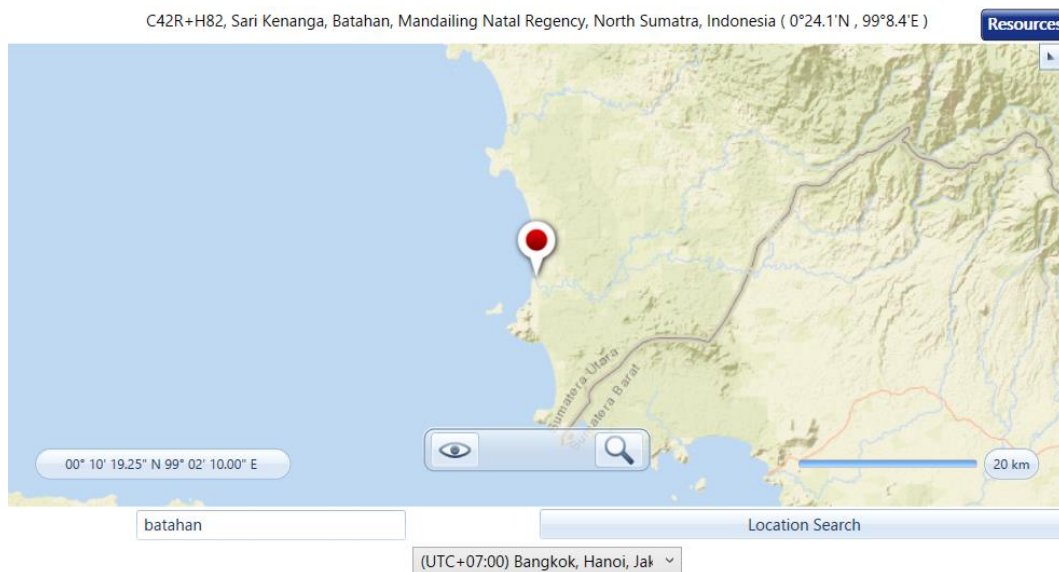 C42R+H82, Sari Kenanga, Batahan, Mandailing Natal Regency, North Sumatra, Indonesia ( 0°24.1'N , 99°8.4'E )
Resources
Sumatera Utara
Sumatera Barat
00° 10' 19.25" N 99° 02' 10.00" E
20 km
batahan
Location Search
(UTC+07:00) Bangkok, Hanoi, Jak